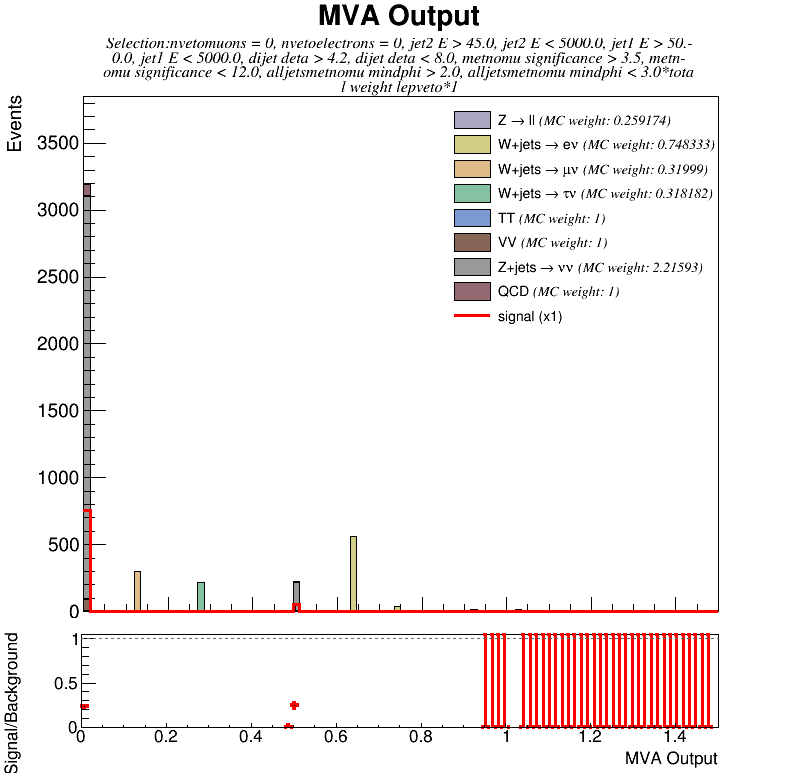 MVA Output
Selection:nvetomuons = 0, nvetoelectrons = 0, jet2 E > 45.0, jet2 E < 5000.0, jet1 E > 50.-
0.0, jet1 E < 5000.0, dijet deta > 4.2, dijet deta < 8.0, metnomu significance > 3.5, metn-
omu significance < 12.0, alljetsmetnomu mindphi > 2.0, alljetsmetnomu mindphi < 3.0*tota
l weight lepveto*1
Events
3500
3000
2500
2000
1500
1000
500
0
Z → ll (MC weight: 0.259174)
W+jets → eν (MC weight: 0.748333)
W+jets → μν (MC weight: 0.31999)
W+jets → τν (MC weight: 0.318182)
TT (MC weight: 1)
VV (MC weight: 1)
Z+jets → νν (MC weight: 2.21593)
QCD (MC weight: 1)
signal (x1)
Signal/Background
1
0.5
0
0 0.2 0.4 0.6 0.8 1 1.2 1.4
MVA Output